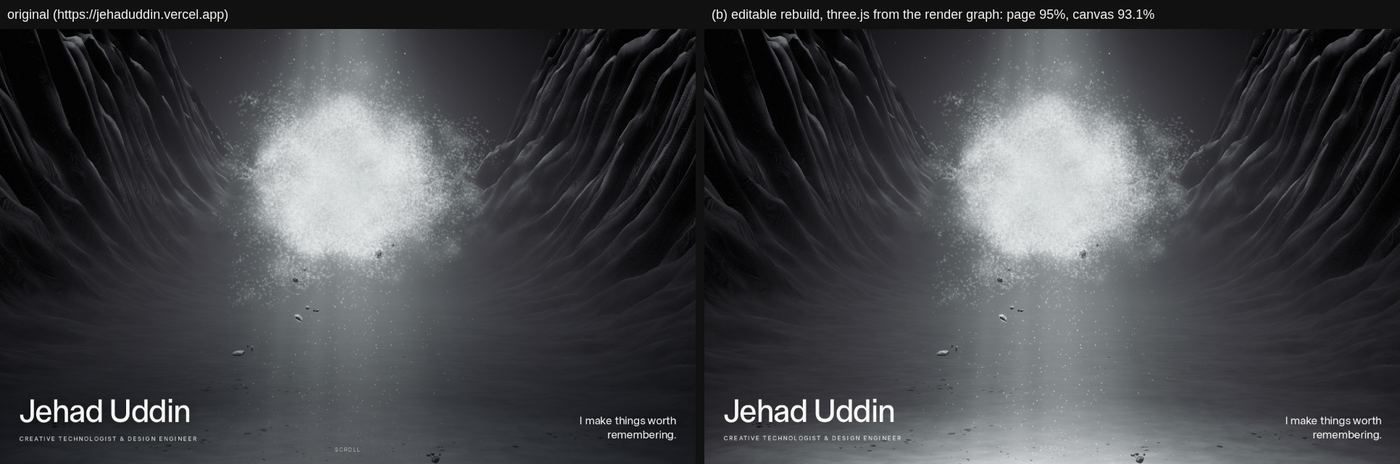 original (https://jehaduddin.vercel.app)
(b) editable rebuild, three.js from the render graph: page 95%, canvas 93.1%
Jehad Uddin
CREATIVE TECHNOLOGIST & DESIGN ENGINEER
SCROLL
I make things worth
remembering.
Jehad Uddin
CREATIVE TECHNOLOGIST & DESIGN ENGINEER
I make things worth
remembering.